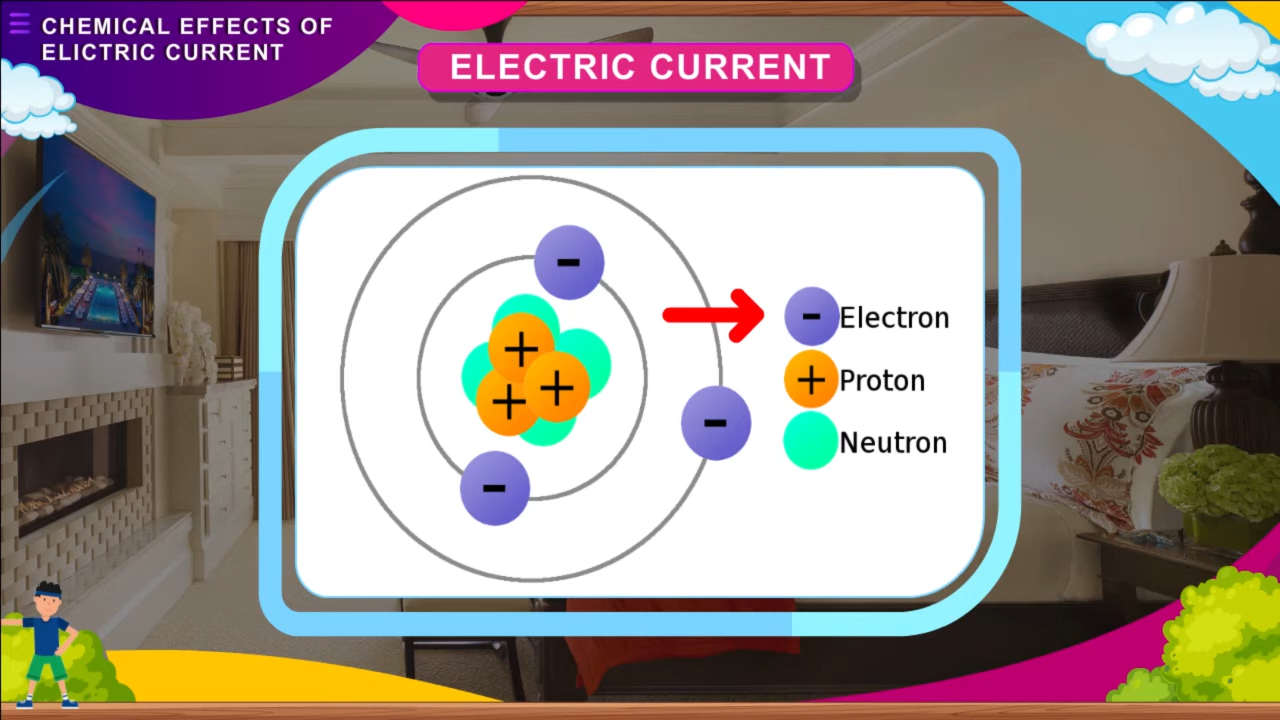 CHEMICAL EFFECTS OF
ELICTRIC CURRENT
ELECTRIC CURRENT
-
+
+
+
-
-
- Electron
+ Proton
Neutron